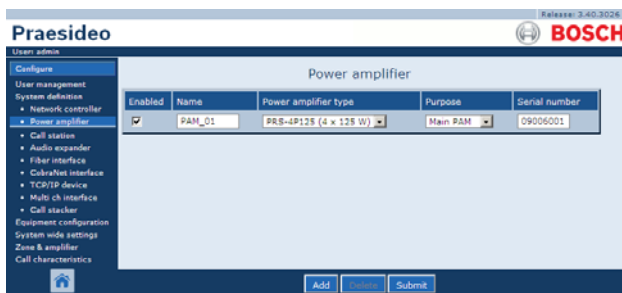 Release: 3.40.3026
Praesideo
BOSCH
User: admin
Configure
User management
System definition
• Network controller
• Power amplifier
• Call station
• Audio expander
• Fiber interface
• CobraNet interface
• TCP/IP device
• Multi ch interface
• Call stacker
Equipment configuration
System wide settings
Zone & amplifier
Call characteristics
Power amplifier
Enabled Name Power amplifier type Purpose Serial number
PAM_01 PRS-4P125 (4 x 125 W) Main PAM 09006001
Add Delete Submit